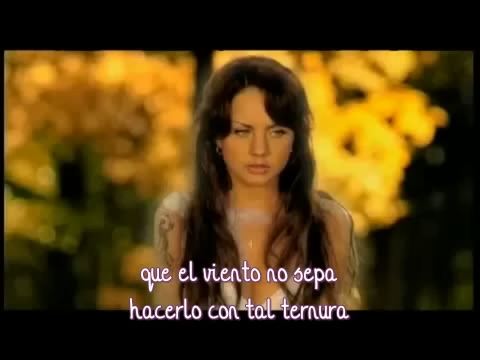 que el viento no sepa
hacerlo con tal ternura